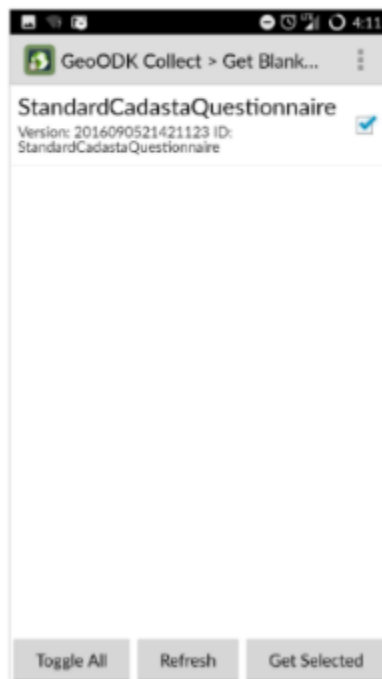 4:11
GeoODK Collect > Get Blank...
StandardCadastaQuestionnaire
Version: 2016090521421123 ID:
StandardCadastaQuestionnaire
Toggle All
Refresh
Get Selected